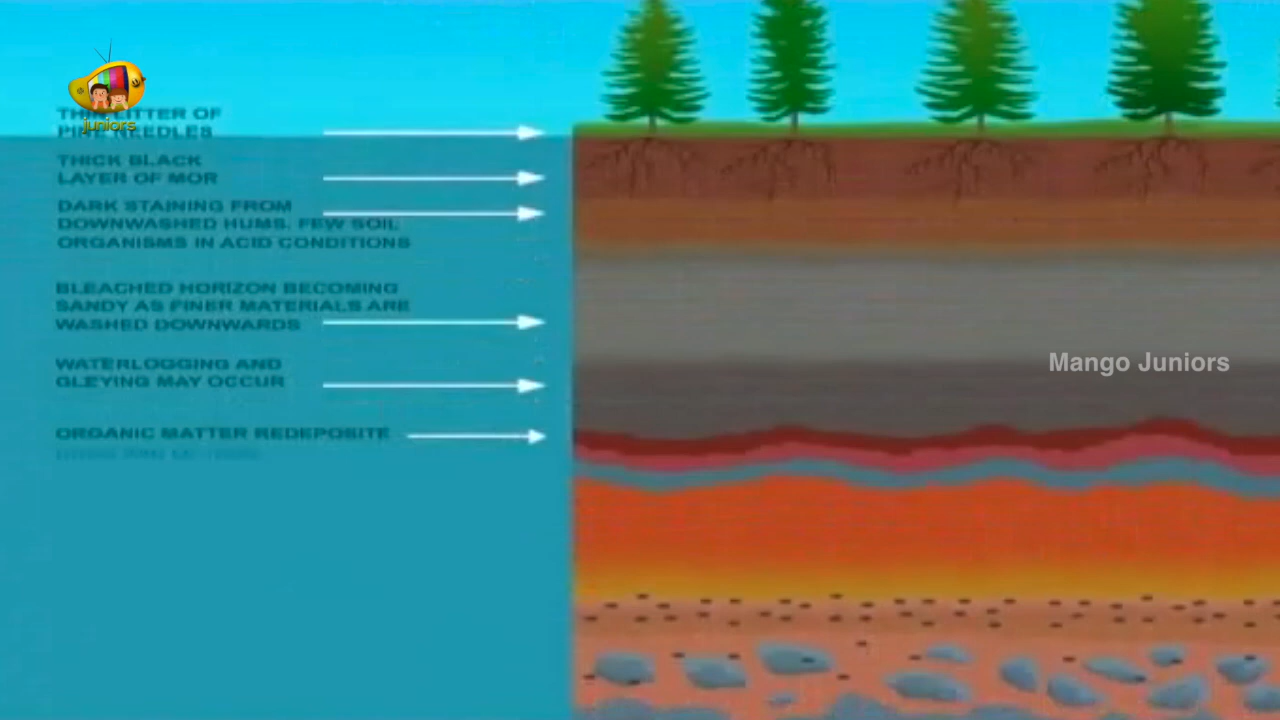 THIN LITTER OF
PINE NEEDLES
THICK BLACK
LAYER OF MOR
DARK STAINING FROM
DOWNWASHED HUMS. FEW SOIL
ORGANISMS IN ACID CONDITIONS
BLEACHED HORIZON BECOMING
SANDY AS FINER MATERIALS ARE
WASHED DOWNWARDS
WATERLOGGING AND
GLEYING MAY OCCUR
ORGANIC MATTER REDEPOSITE
juniors
Mango Juniors